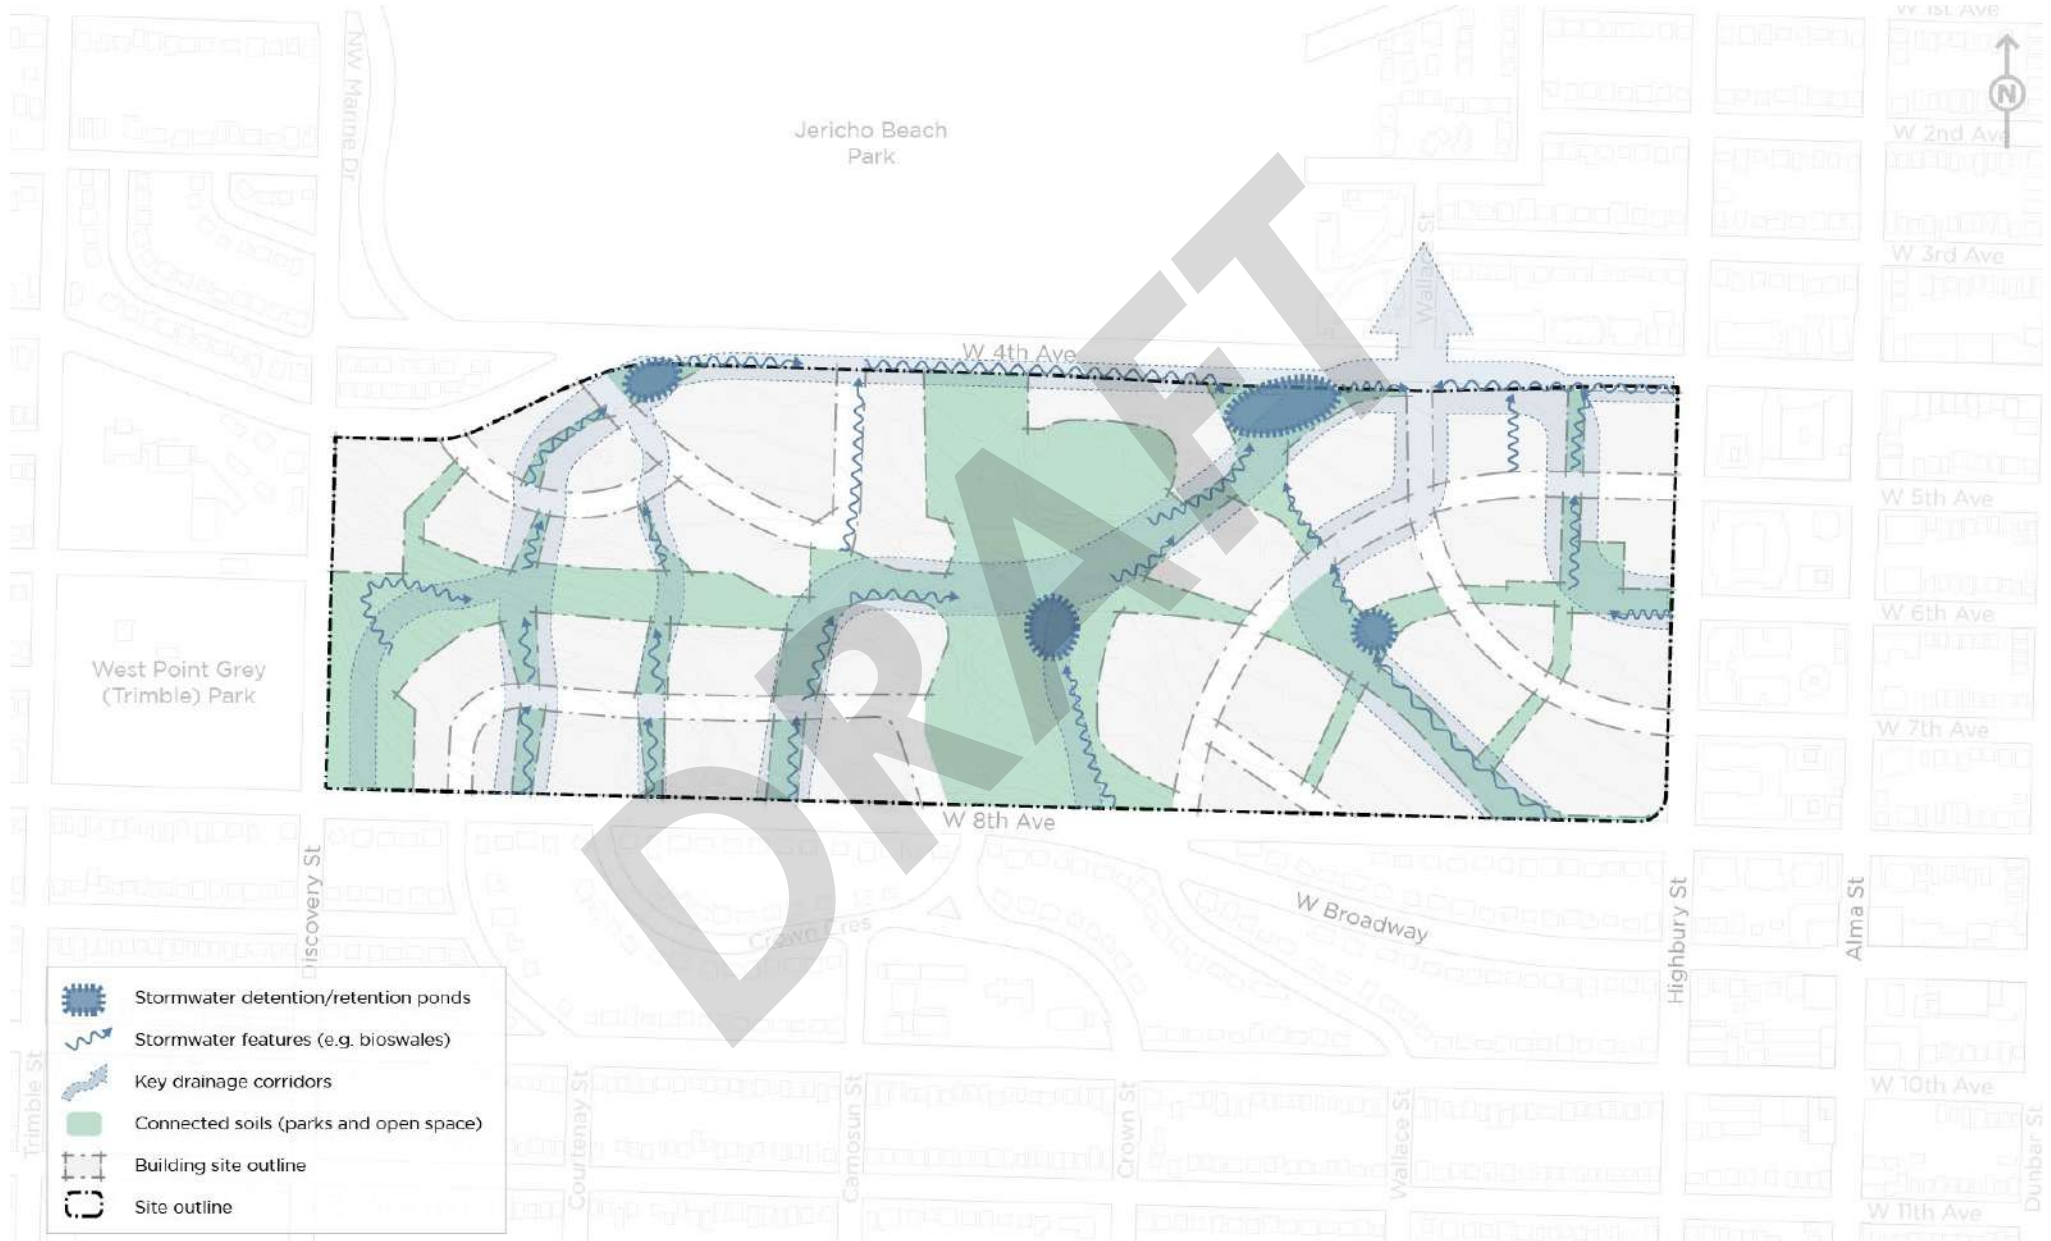 W 1st Ave
NW Marine Dr
N
Jericho Beach
Park
W 2nd Ave
Wallace St
W 3rd Ave
W 4th Ave
W 5th Ave
W 6th Ave
West Point Grey
(Trimble) Park
W 7th Ave
DRAFT
W 8th Ave
Discovery St
W Broadway
Highbury St
Alma St
Crown Cres
Stormwater detention/retention ponds
Stormwater features (e.g. bioswales)
Key drainage corridors
Connected soils (parks and open space)
Building site outline
Site outline
Trimble St
Courtenay St
Camosun St
Crown St
Wallace St
W 10th Ave
Dunbar St
W 11th Ave